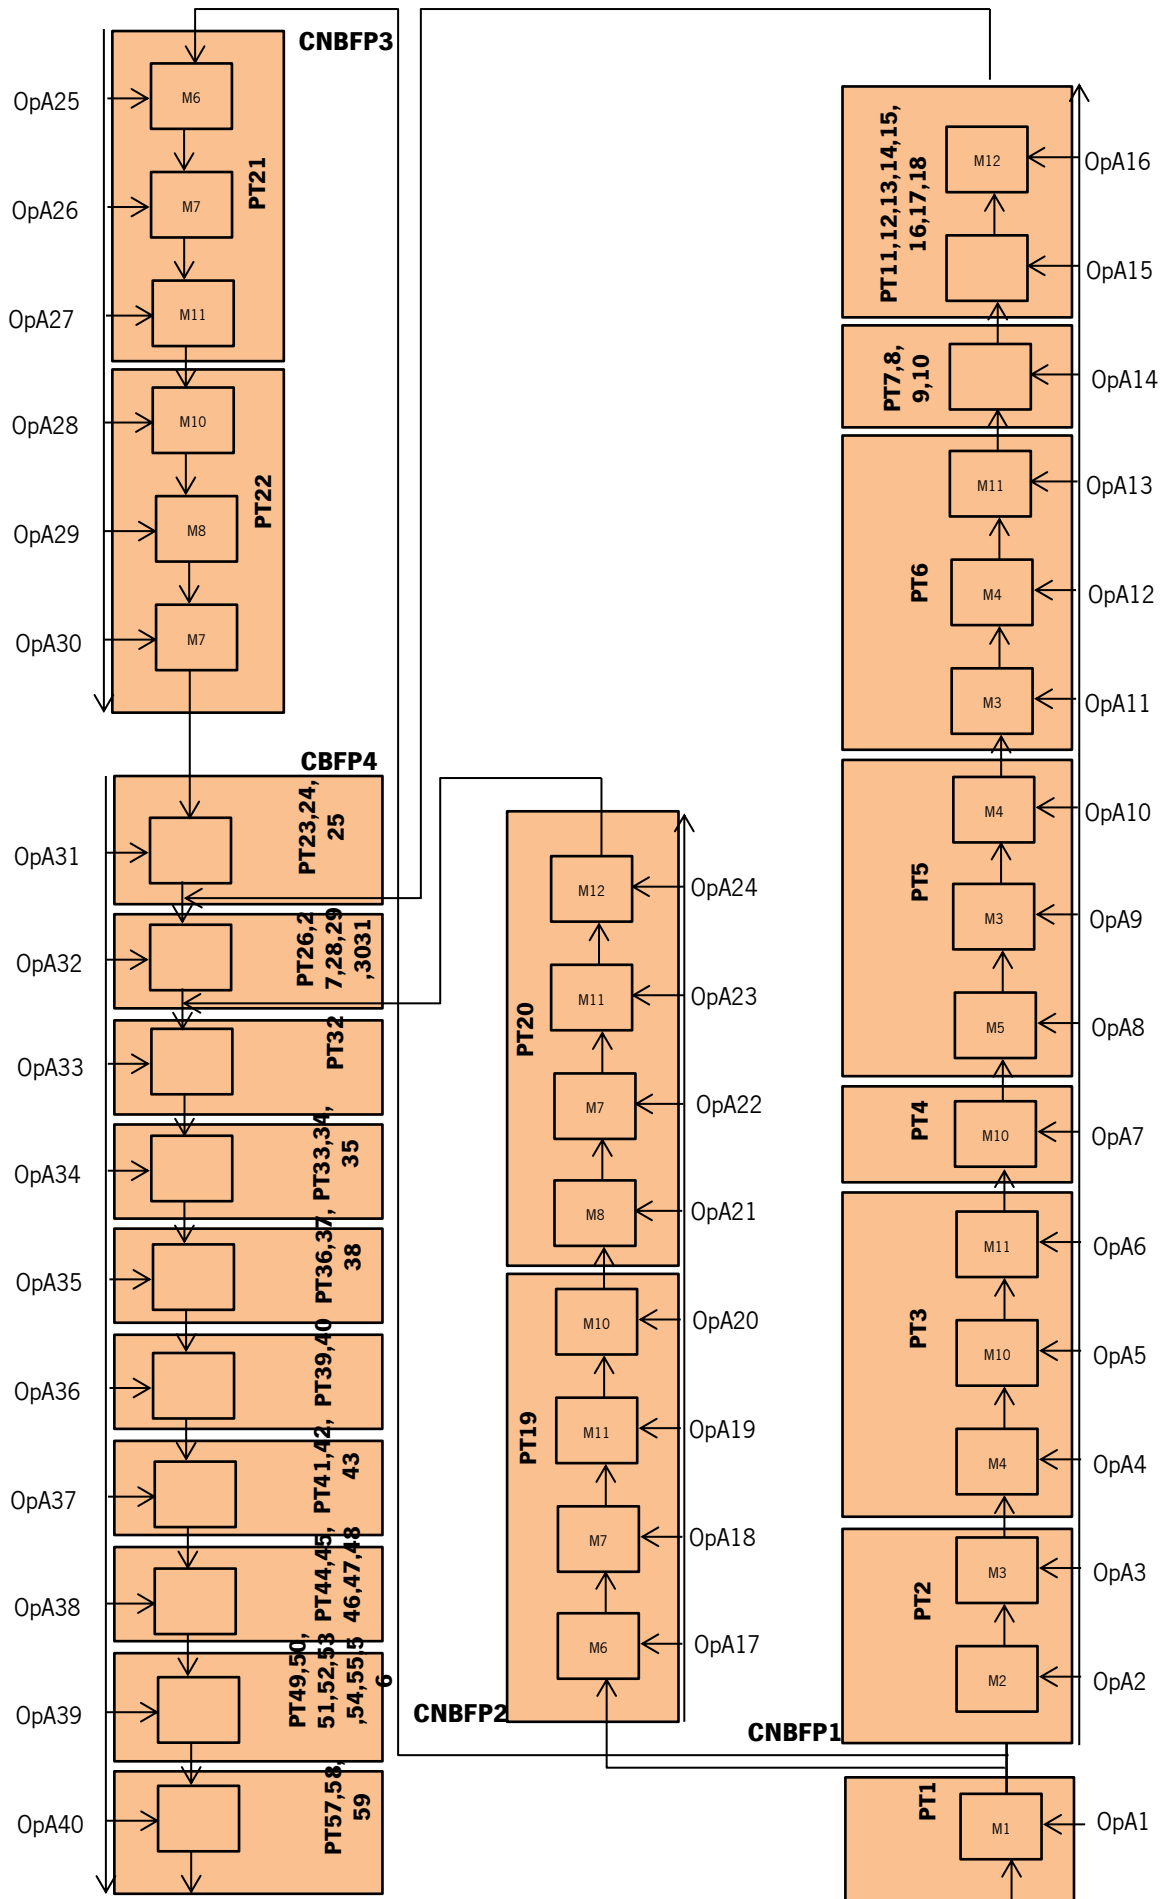 CNBFP3
OpA25
M6
OpA26
M7
PT21
OpA27
M11
OpA28
M10
PT22
OpA29
M8
OpA30
M7
CBFP4
OpA31
PT23,24,
25
OpA32
PT26,2
7,28,29
,3031
OpA33
PT32
OpA34
PT33,34,
35
OpA35
PT36,37,
38
OpA36
PT39,40
OpA37
PT41,42,
43
OpA38
PT44,45,
46,47,48
OpA39
PT49,50,
51,52,53
,54,55,5
6
OpA40
PT57,58,
59
M12
OpA24
M11
OpA23
PT20
M7
OpA22
M8
OpA21
M10
OpA20
PT19
M11
OpA19
M7
OpA18
M6
OpA17
CNBFP2
PT11,12,13,14,15,
16,17,18
M12
OpA16
OpA15
PT7,8,
9,10
OpA14
M11
OpA13
PT6
M4
OpA12
M3
OpA11
M4
OpA10
PT5
M3
OpA9
M5
OpA8
PT4
M10
OpA7
M11
OpA6
PT3
M10
OpA5
M4
OpA4
M3
OpA3
PT2
M2
OpA2
CNBFP1
PT1
M1
OpA1